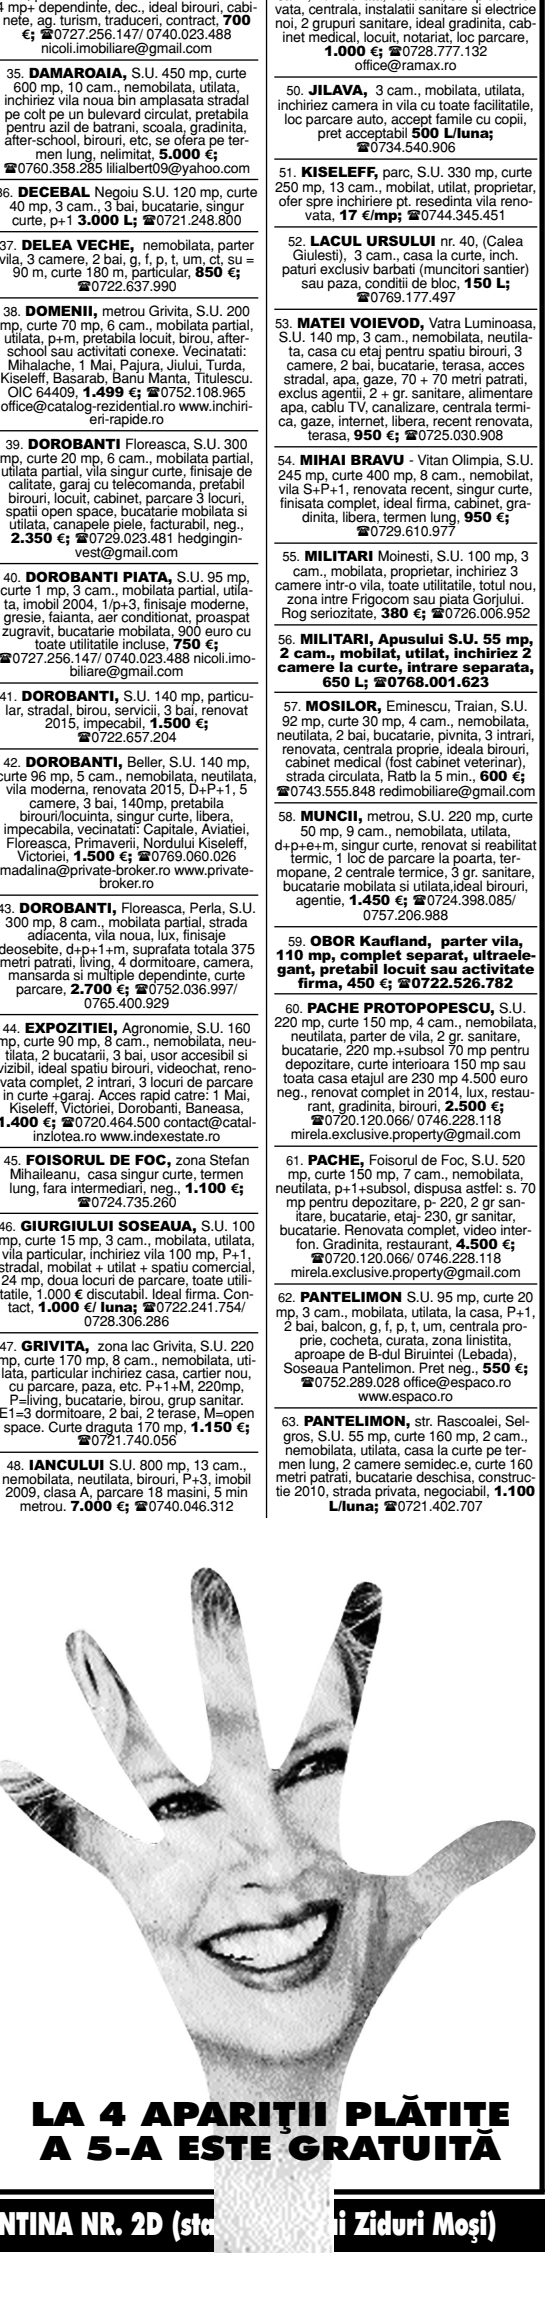 mp+ dependinte, dec., ideal birouri, cabi-
nete, ag. turism, traduceri, contract, 700
€; ☎0727.256.147/ 0740.023.488
nicoli.imobiliare@gmail.com
35. DAMAROAIA, S.U. 450 mp, curte
600 mp, 10 cam., nemobilata, utilata,
inchiriez vila noua bin amplasata stradal
pe colt pe un bulevard circulat, pretabila
pentru azil de batrani, scoala, gradinita,
after-school, birouri, etc, se ofera pe ter-
men lung, nelimitat, 5.000 €;
☎0760.358.285 lilialbert09@yahoo.com
36. DECEBAL Negoiu S.U. 120 mp, curte
40 mp, 3 cam., 3 bai, bucatarie, singur
curte, p+1 3.000 L; ☎0721.248.800
37. DELEA VECHE, nemobilata, parter
vila, 3 camere, 2 bai, g, f, p, t, um, ct, su =
90 m, curte 180 m, particular, 850 €;
☎0722.637.990
38. DOMENII, metrou Grivita, S.U. 200
mp, curte 70 mp, 6 cam., mobilata partial,
utilata, p+m, pretabila locuit, birou, after-
school sau activitati conexe. Vecinatati:
Mihalache, 1 Mai, Pajura, Jiului, Turda,
Kiseleff, Basarab, Banu Manta, Titulescu.
OIC 64409, 1.499 €; ☎0752.108.965
office@catalog-rezidential.ro www.inchiri-
eri-rapide.ro
39. DOROBANTI Floreasca, S.U. 300
mp, curte 20 mp, 6 cam., mobilata partial,
utilata partial, vila singur curte, finisaje de
calitate, garaj cu telecomanda, pretabil
birouri, locuit, cabinet, parcare 3 locuri,
spatii open space, bucatarie mobilata si
utilata, canapele piele, facturabil, neg.,
2.350 €; ☎0729.023.481 hedgingin-
vest@gmail.com
40. DOROBANTI PIATA, S.U. 95 mp,
curte 1 mp, 3 cam., mobilata partial, utila-
ta, imobil 2004, 1/p+3, finisaje moderne,
gresie, faianta, aer conditionat, proaspat
zugravit, bucatarie mobilata, 900 euro cu
toate utilitatile incluse, 750 €;
☎0727.256.147/ 0740.023.488 nicoli.imo-
biliare@gmail.com
41. DOROBANTI, S.U. 140 mp, particu-
lar, stradal, birou, servicii, 3 bai, renovat
2015, impecabil, 1.500 €;
☎0722.657.204
42. DOROBANTI, Beller, S.U. 140 mp,
curte 96 mp, 5 cam., nemobilata, neutilata,
vila moderna, renovata 2015, D+P+1, 5
camere, 3 bai, 140mp, pretabila
birouri/locuinta, singur curte, libera,
impecabila, vecinatati: Capitale, Aviatiei,
Floreasca, Primaverii, Nordului Kiseleff,
Victoriei, 1.500 €; ☎0769.060.026
madalina@private-broker.ro www.private-
broker.ro
43. DOROBANTI, Floreasca, Perla, S.U.
300 mp, 8 cam., mobilata partial, strada
adiacenta, vila noua, lux, finisaje
deosebite, d+p+1+m, suprafata totala 375
metri patrati, living, 4 dormitoare, camera,
mansarda si multiple dependinte, curte
parcare, 2.700 €; ☎0752.036.997/
0765.400.929
44. EXPOZITIEI, Agronomie, S.U. 160
mp, curte 90 mp, 8 cam., nemobilata, neu-
tilata, 2 bucatarii, 3 bai, usor accesibil si
vizibil, ideal spatiu birouri, videochat, reno-
vata complet, 2 intrari, 3 locuri de parcare
in curte +garaj. Acces rapid catre: 1 Mai,
Kiseleff, Victoriei, Dorobanti, Baneasa,
1.400 €; ☎0720.464.500 contact@catal-
inzlotea.ro www.indexestate.ro
45. FOISORUL DE FOC, zona Stefan
Mihaileanu, casa singur curte, termen
lung, fara intermediari, neg., 1.100 €;
☎0724.735.260
46. GIURGIULUI SOSEAUA, S.U. 100
mp, curte 15 mp, 3 cam., mobilata, utilata,
vila particular, inchiriez vila 100 mp, P+1,
stradal, mobilat + utilat + spatiu comercial,
24 mp, doua locuri de parcare, toate utili-
tatile, 1.000 € discutabil. Ideal firma. Con-
tact, 1.000 €/ luna; ☎0722.241.754/
0728.306.286
47. GRIVITA, zona lac Grivita, S.U. 220
mp, curte 170 mp, 8 cam., nemobilata, uti-
lata, particular inchiriez casa, cartier nou,
cu parcare, paza, etc. P+1+M, 220mp,
P=living, bucatarie, birou, grup sanitar.
E1=3 dormitoare, 2 bai, 2 terase, M=open
space. Curte draguta 170 mp, 1.150 €;
☎0721.740.056
48. IANCULUI S.U. 800 mp, 13 cam.,
nemobilata, neutilata, birouri, P+3, imobil
2009, clasa A, parcare 18 masini, 5 min
metrou. 7.000 €; ☎0740.046.312
vata, centrala, instalatii sanitare si electrice
noi, 2 grupuri sanitare, ideal gradinita, cab-
inet medical, locuit, notariat, loc parcare,
1.000 €; ☎0728.777.132
office@ramax.ro
50. JILAVA, 3 cam., mobilata, utilata,
inchiriez camera in vila cu toate facilitatile,
loc parcare auto, accept famile cu copii,
pret acceptabil 500 L/luna;
☎0734.540.906
51. KISELEFF, parc, S.U. 330 mp, curte
250 mp, 13 cam., mobilat, utilat, proprietar,
ofer spre inchiriere pt. resedinta vila reno-
vata, 17 €/mp; ☎0744.345.451
52. LACUL URSULUI nr. 40, (Calea
Giulesti), 3 cam., casa la curte, inch.
paturi exclusiv barbati (muncitori santier)
sau paza, conditii de bloc, 150 L;
☎0769.177.497
53. MATEI VOIEVOD, Vatra Luminoasa,
S.U. 140 mp, 3 cam., nemobilata, neutila-
ta, casa cu etaj pentru spatiu birouri, 3
camere, 2 bai, bucatarie, terasa, acces
stradal, apa, gaze, 70 + 70 metri patrati,
exclus agentii, 2 + gr. sanitare, alimentare
apa, cablu TV, canalizare, centrala termi-
ca, gaze, internet, libera, recent renovata,
terasa, 950 €; ☎0725.030.908
54. MIHAI BRAVU - Vitan Olimpia, S.U.
245 mp, curte 400 mp, 8 cam., nemobilat,
vila S+P+1, renovata recent, singur curte,
finisata complet, ideal firma, cabinet, gra-
dinita, libera, termen lung, 950 €;
☎0729.610.977
55. MILITARI Moinesti, S.U. 100 mp, 3
cam., mobilata, proprietar, inchiriez 3
camere intr-o vila, toate utilitatile, totul nou,
zona intre Frigocom sau piata Gorjului.
Rog seriozitate, 380 €; ☎0726.006.952
56. MILITARI, Apusului S.U. 55 mp,
2 cam., mobilat, utilat, inchiriez 2
camere la curte, intrare separata,
650 L; ☎0768.001.623
57. MOSILOR, Eminescu, Traian, S.U.
92 mp, curte 30 mp, 4 cam., nemobilata,
neutilata, 2 bai, bucatarie, pivnita, 3 intrari,
renovata, centrala proprie, ideala birouri,
cabinet medical (fost cabinet veterinar),
strada circulata, Ratb la 5 min., 600 €;
☎0743.555.848 redimobiliare@gmail.com
58. MUNCII, metrou, S.U. 220 mp, curte
50 mp, 9 cam., nemobilata, utilata,
d+p+e+m, singur curte, renovat si reabilitat
termic, 1 loc de parcare la poarta, ter-
mopane, 2 centrale termice, 3 gr. sanitare,
bucatarie mobilata si utilata,ideal birouri,
agentie, 1.450 €; ☎0724.398.085/
0757.206.988
59. OBOR Kaufland, parter vila,
110 mp, complet separat, ultraele-
gant, pretabil locuit sau activitate
firma, 450 €; ☎0722.526.782
60. PACHE PROTOPOPESCU, S.U.
220 mp, curte 150 mp, 4 cam., nemobilata,
neutilata, parter de vila, 2 gr. sanitare,
bucatarie, 220 mp.+subsol 70 mp pentru
depozitare, curte interioara 150 mp sau
toata casa etajul are 230 mp 4.500 euro
neg., renovat complet in 2014, lux, restau-
rant, gradinita, birouri, 2.500 €;
☎0720.120.066/ 0746.228.118
mirela.exclusive.property@gmail.com
61. PACHE, Foisorul de Foc, S.U. 520
mp, curte 150 mp, 7 cam., nemobilata,
neutilata, p+1+subsol, dispusa astfel: s. 70
mp pentru depozitare, p- 220, 2 gr san-
itare, bucatarie, etaj- 230, gr sanitar,
bucatarie. Renovata complet, video inter-
fon. Gradinita, restaurant, 4.500 €;
☎0720.120.066/ 0746.228.118
mirela.exclusive.property@gmail.com
62. PANTELIMON S.U. 95 mp, curte 20
mp, 3 cam., mobilata, utilata, la casa, P+1,
2 bai, balcon, g, f, p, t, um, centrala pro-
prie, cocheta, curata, zona linistita,
aproape de B-dul Biruintei (Lebada),
Soseaua Pantelimon. Pret neg., 550 €;
☎0752.289.028 office@espaco.ro
www.espaco.ro
63. PANTELIMON, str. Rascoalei, Sel-
gros, S.U. 55 mp, curte 160 mp, 2 cam.,
nemobilata, utilata, casa la curte pe ter-
men lung, 2 camere semidec.e, curte 160
metri patrati, bucatarie deschisa, construc-
tie 2010, strada privata, negociabil, 1.100
L/luna; ☎0721.402.707
LA 4 APARIŢII PLĂTITE
A 5-A ESTE GRATUITĂ
NTINA NR. 2D (sta i Ziduri Moşi)